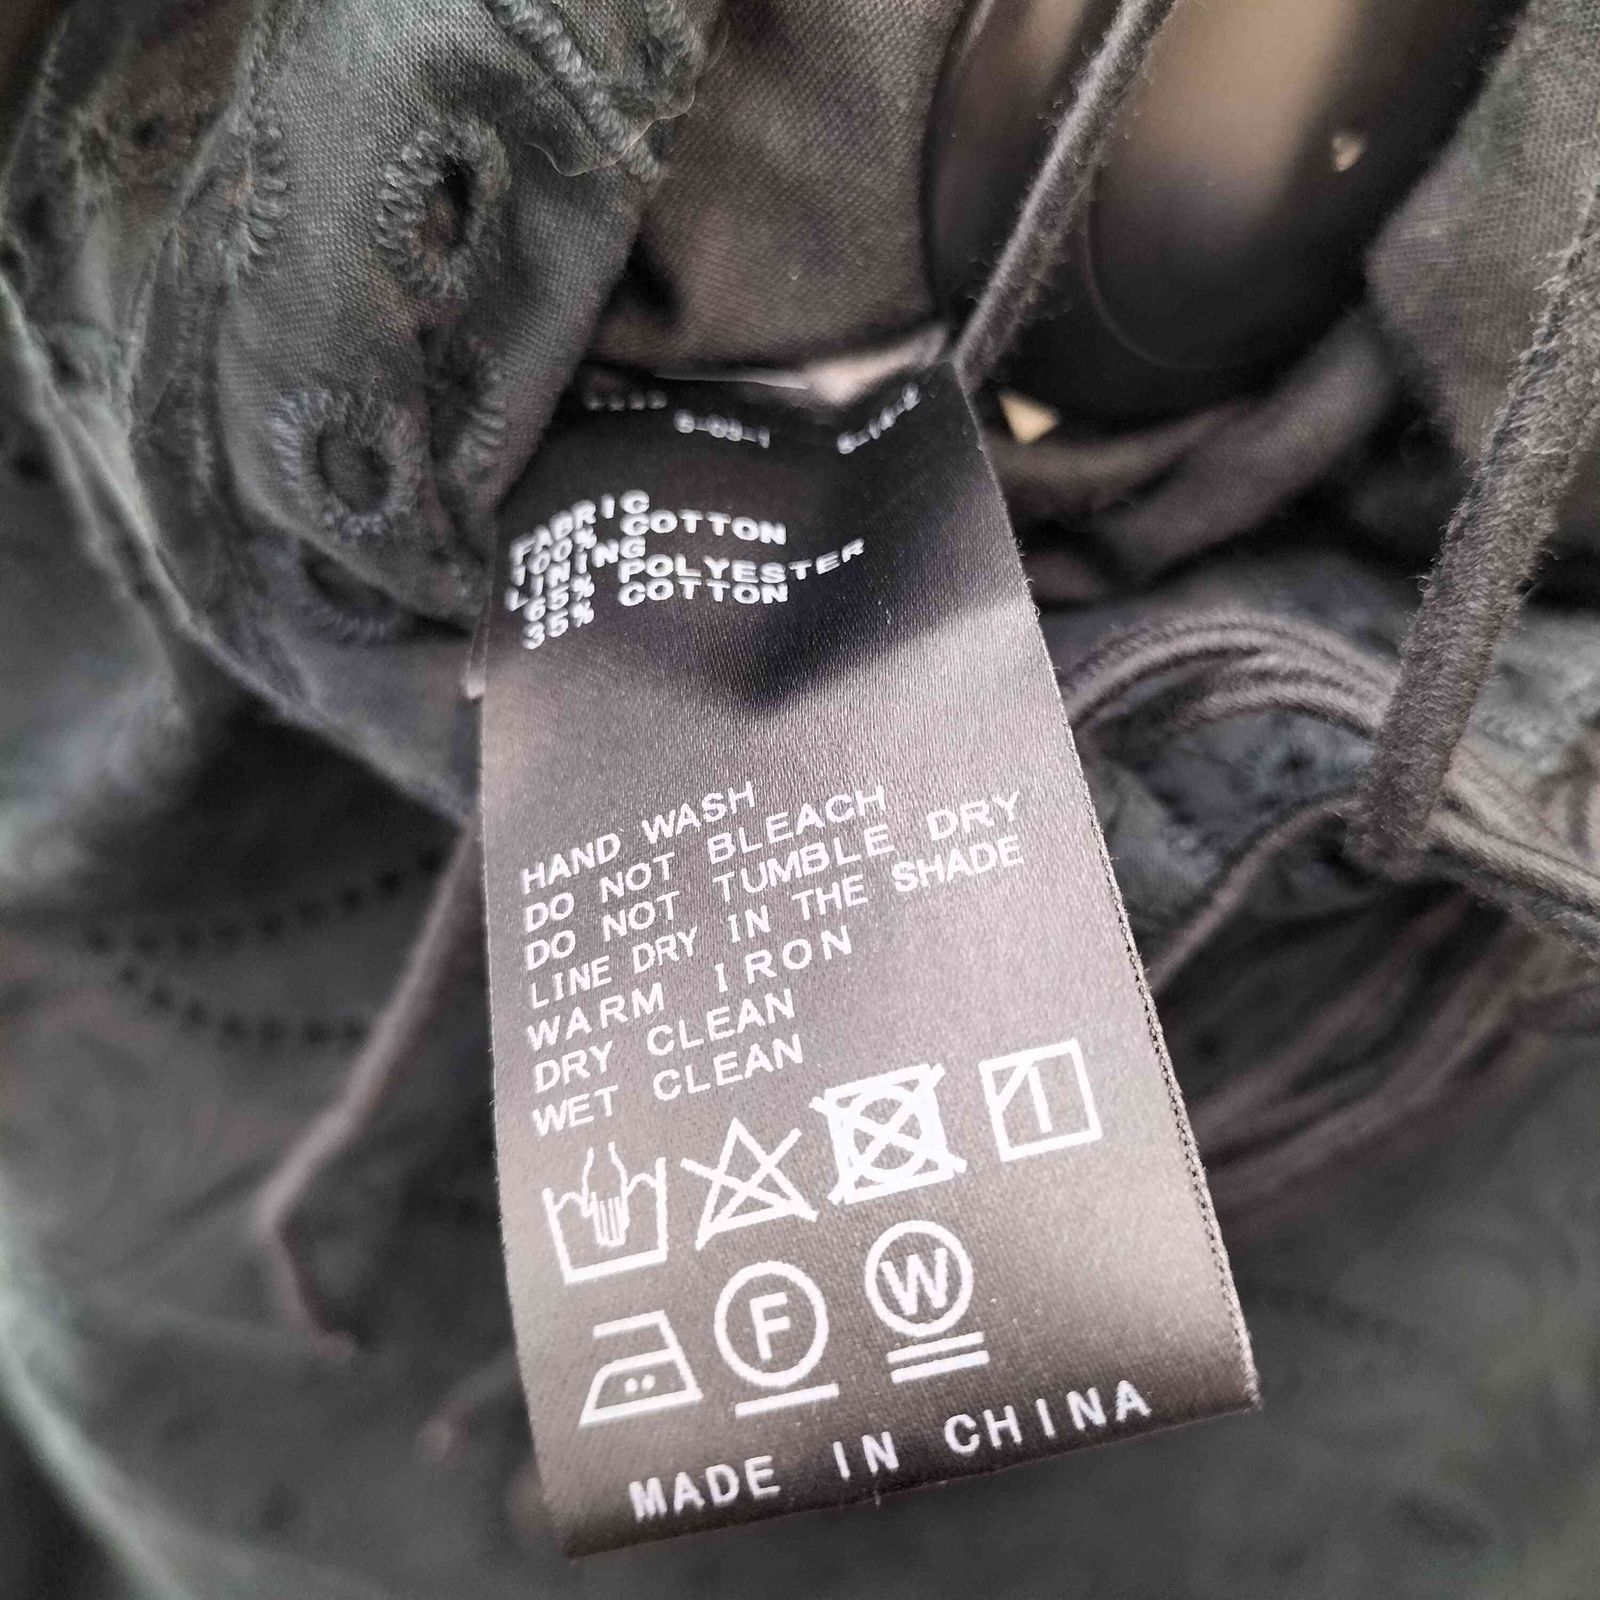 FABRIC
100% COTTON
LINING
65% POLYESTER
35% COTTON
HAND WASH
DO NOT BLEACH
DO NOT TUMBLE DRY
LINE DRY IN THE SHADE
WARM IRON
DRY CLEAN
WET CLEAN
F W
MADE IN CHINA